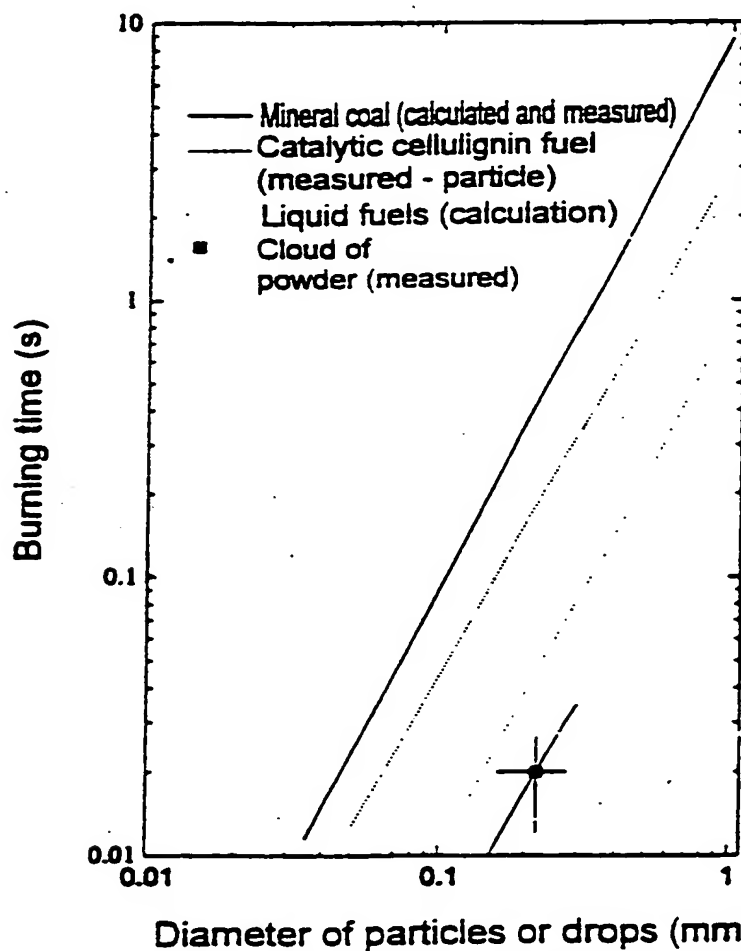 10
Mineral coal (calculated and measured)
Catalytic cellulignin fuel
(measured - particle)
Liquid fuels (calculation)
Cloud of
powder (measured)
1
Burning time (s)
0.1
0.01
0.01
0.1
1
Diameter of particles or drops (mm